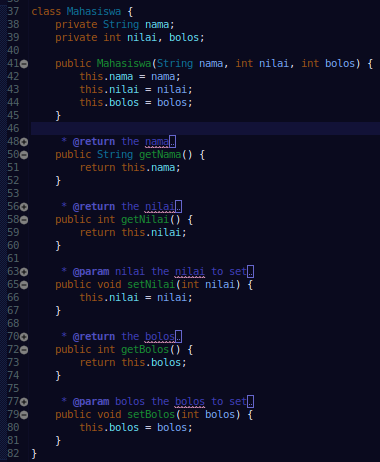 37 class Mahasiswa {
38 private String nama;
39 private int nilai, bolos;
40
41 public Mahasiswa(String nama, int nilai, int bolos) {
42 this.nama = nama;
43 this.nilai = nilai;
44 this.bolos = bolos;
45 }
46
48 * @return the nama
50 public String getNama() {
51 return this.nama;
52 }
53
56 * @return the nilai
58 public int getNilai() {
59 return this.nilai;
60 }
61
63 * @param nilai the nilai to set
65 public void setNilai(int nilai) {
66 this.nilai = nilai;
67 }
68
70 * @return the bolos
72 public int getBolos() {
73 return this.bolos;
74 }
75
77 * @param bolos the bolos to set
79 public void setBolos(int bolos) {
80 this.bolos = bolos;
81 }
82 }